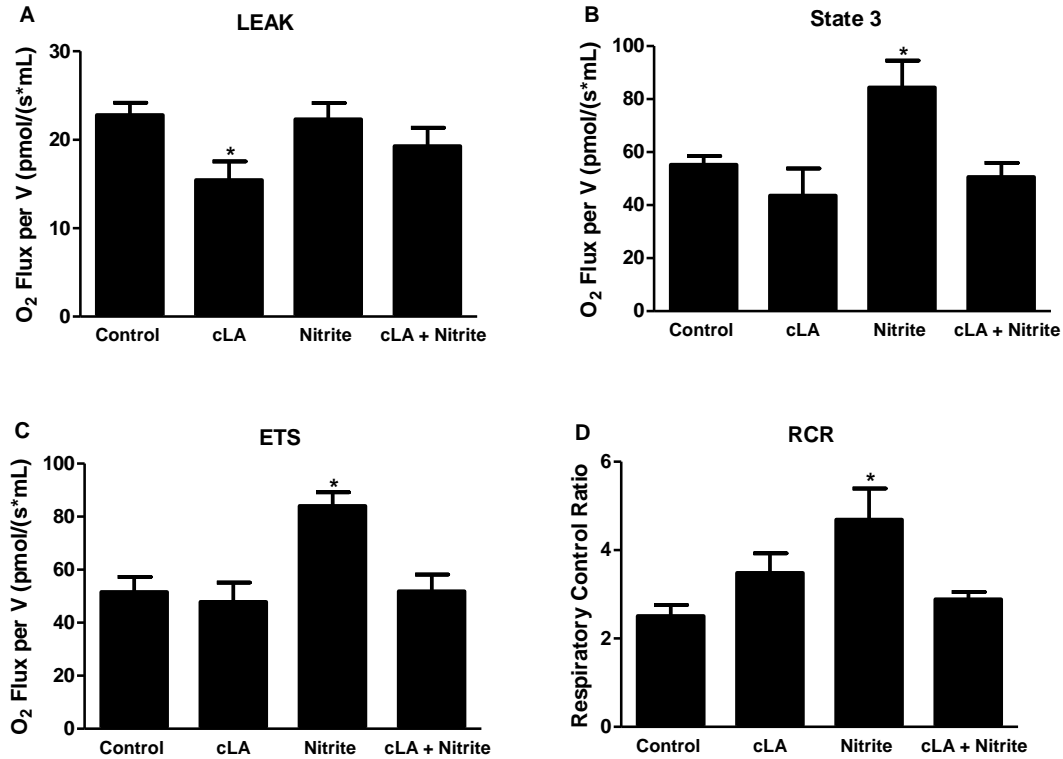 A
LEAK
O₂ Flux per V (pmol/(s*mL)
30
20
10
0
*
Control
cLA
Nitrite
cLA + Nitrite
B
State 3
O₂ Flux per V (pmol/(s*mL)
100
80
60
40
20
0
*
Control
cLA
Nitrite
cLA + Nitrite
C
ETS
O₂ Flux per V (pmol/(s*mL)
100
80
60
40
20
0
*
Control
cLA
Nitrite
cLA + Nitrite
D
RCR
Respiratory Control Ratio
6
4
2
0
*
Control
cLA
Nitrite
cLA + Nitrite